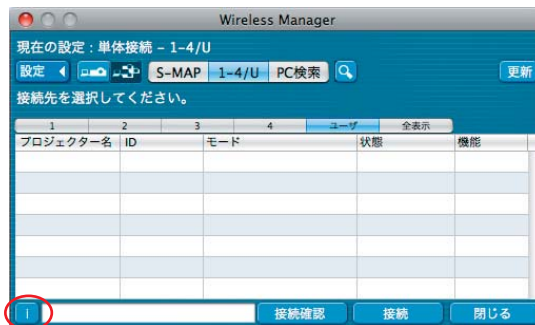 Wireless Manager
現在の設定：単体接続 – 1–4/U
設定 S-MAP 1-4/U PC検索 更新
接続先を選択してください。
1 2 3 4 ユーザ 全表示
プロジェクター名 ID モード 状態 機能
i 接続確認 接続 閉じる